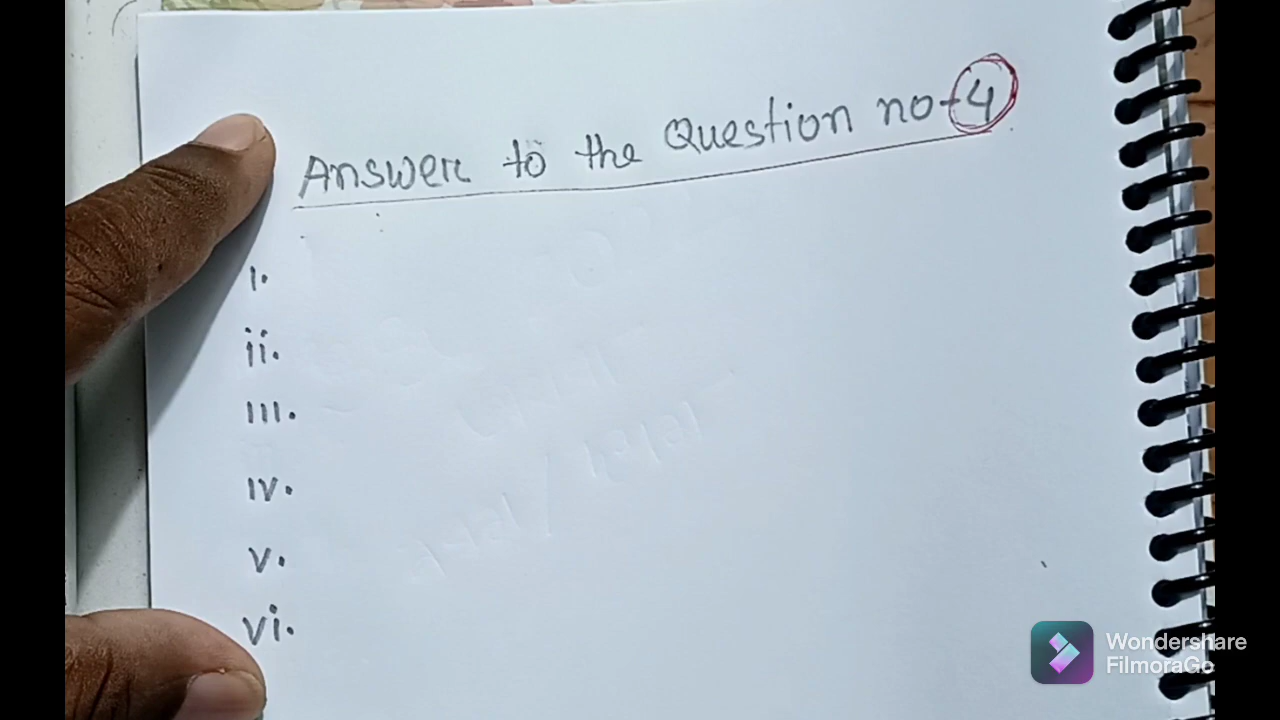 Answer to the Question no-4
i.
ii.
iii.
iv.
v.
vi.
Wondershare
FilmoraGo